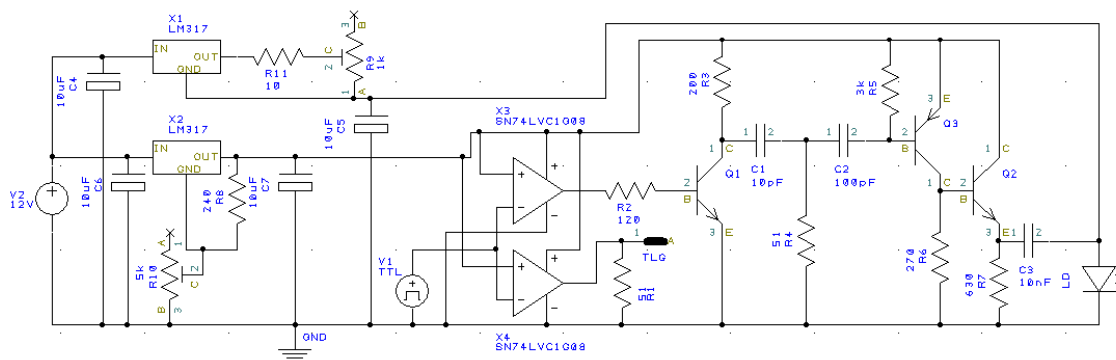 X1
LM317
IN
OUT
GND
10uF
C4
R11
10
3
B
C
2
R9
1k
1
A
X2
LM317
IN
OUT
GND
10uF
C5
V2
12V
10uF
C6
240
R8
10uF
C7
A
1
5k
R10
2
C
B
3
GND
X3
SN74LVC1G08
V1
TTL
X4
SN74LVC1G08
R2
120
1
A
TLQ
51
R1
200
R3
1
C
2
B
Q1
3
E
1
2
C1
10pF
51
R4
1
2
C2
100pF
3k
R5
3
E
2
B
Q3
1
C
270
R6
1
C
2
B
Q2
3
E
630
R7
1
2
C3
10nF
LD